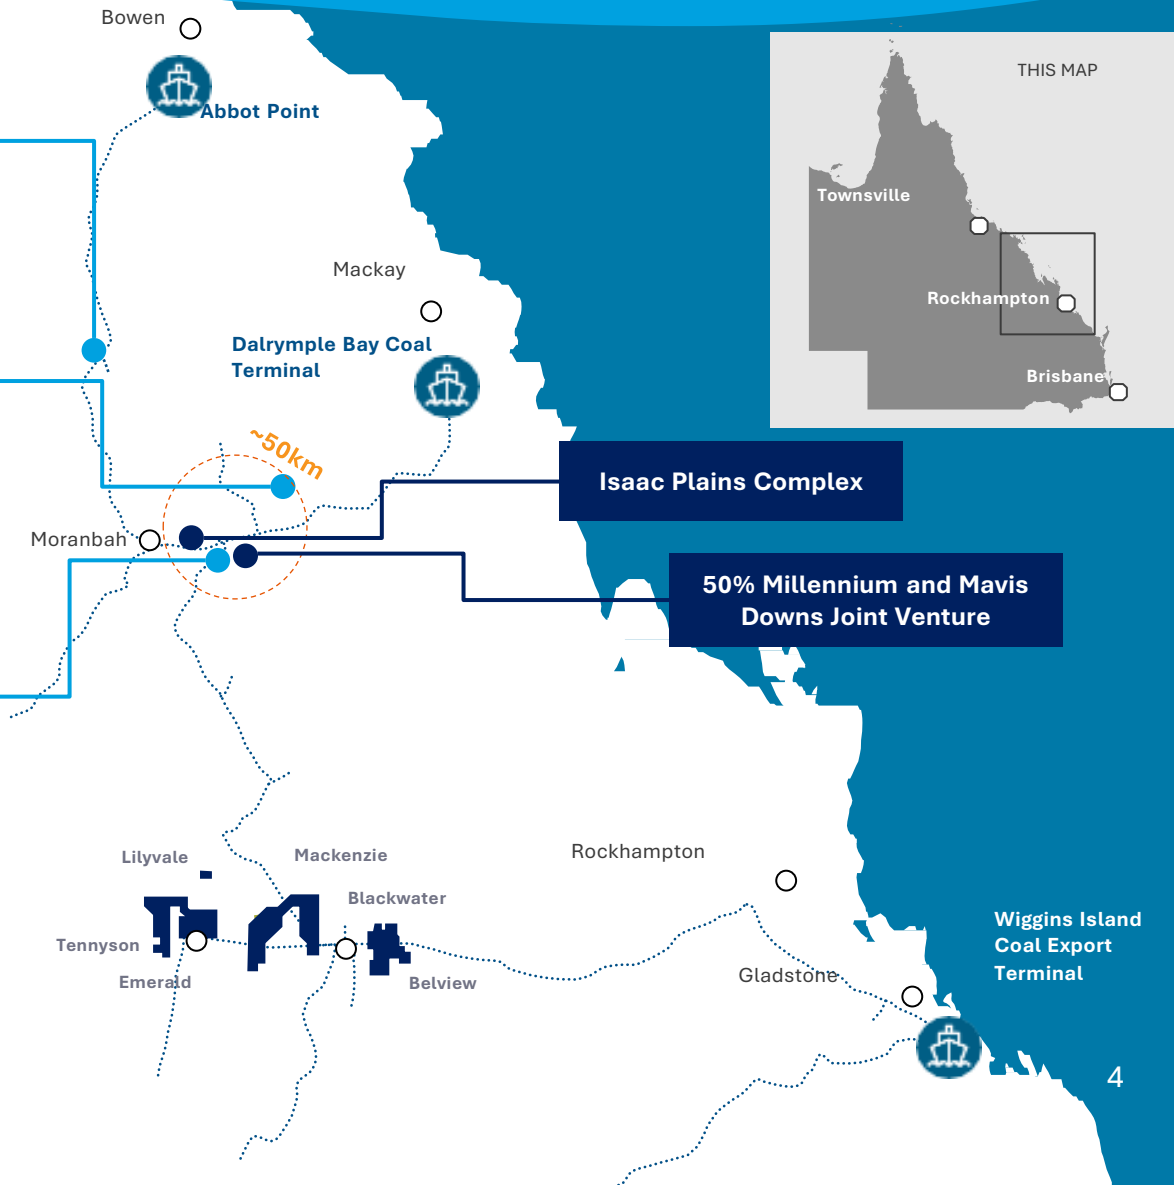 Bowen
Abbot Point
THIS MAP
Townsville
Rockhampton
Brisbane
Mackay
Dalrymple Bay Coal
Terminal
~50km
Isaac Plains Complex
Moranbah
50% Millennium and Mavis
Downs Joint Venture
Lilyvale
Mackenzie
Rockhampton
Blackwater
Tennyson
Emerald
Belview
Gladstone
Wiggins Island
Coal Export
Terminal
4